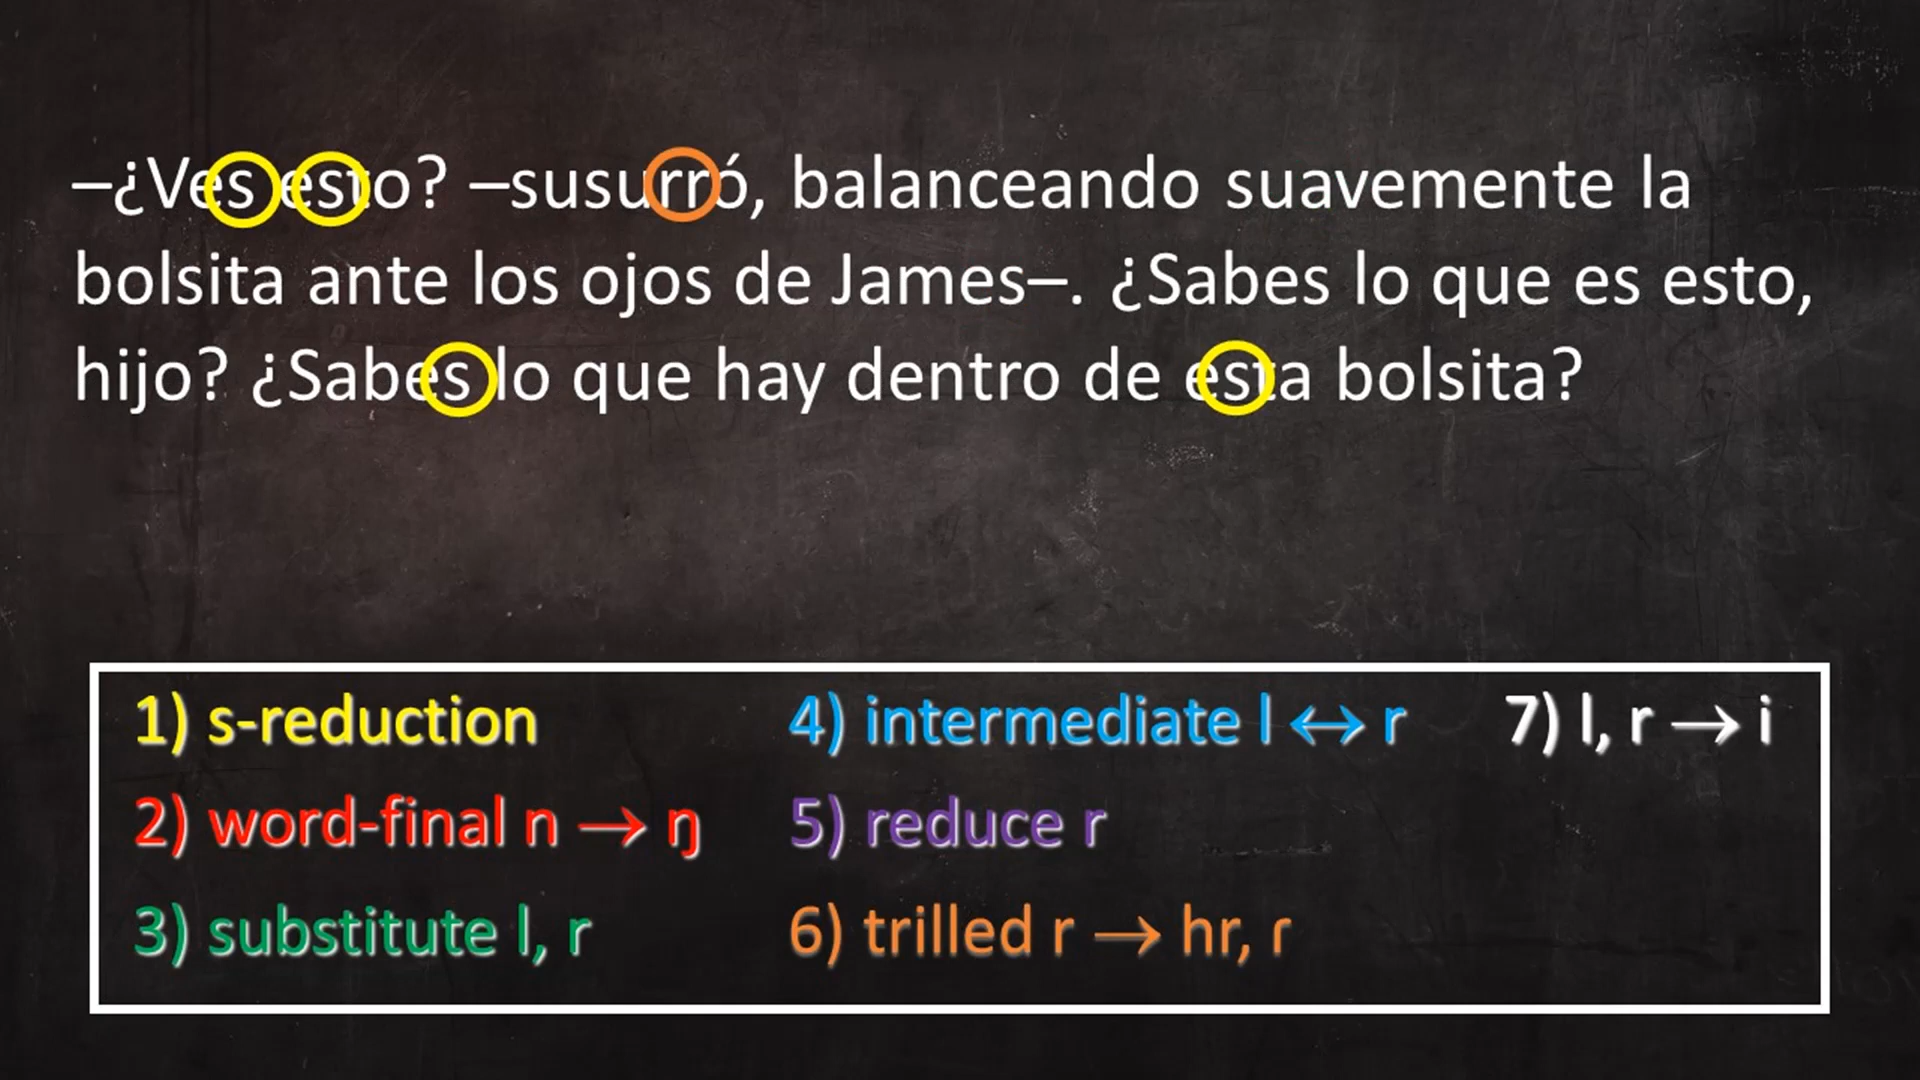 –¿Ves esto? –susurró, balanceando suavemente la
bolsita ante los ojos de James–. ¿Sabes lo que es esto,
hijo? ¿Sabes lo que hay dentro de esta bolsita?
1) s-reduction
2) word-final n → ŋ
3) substitute l, r
4) intermediate l ↔ r
5) reduce r
6) trilled r → hr, ɾ
7) l, r → i